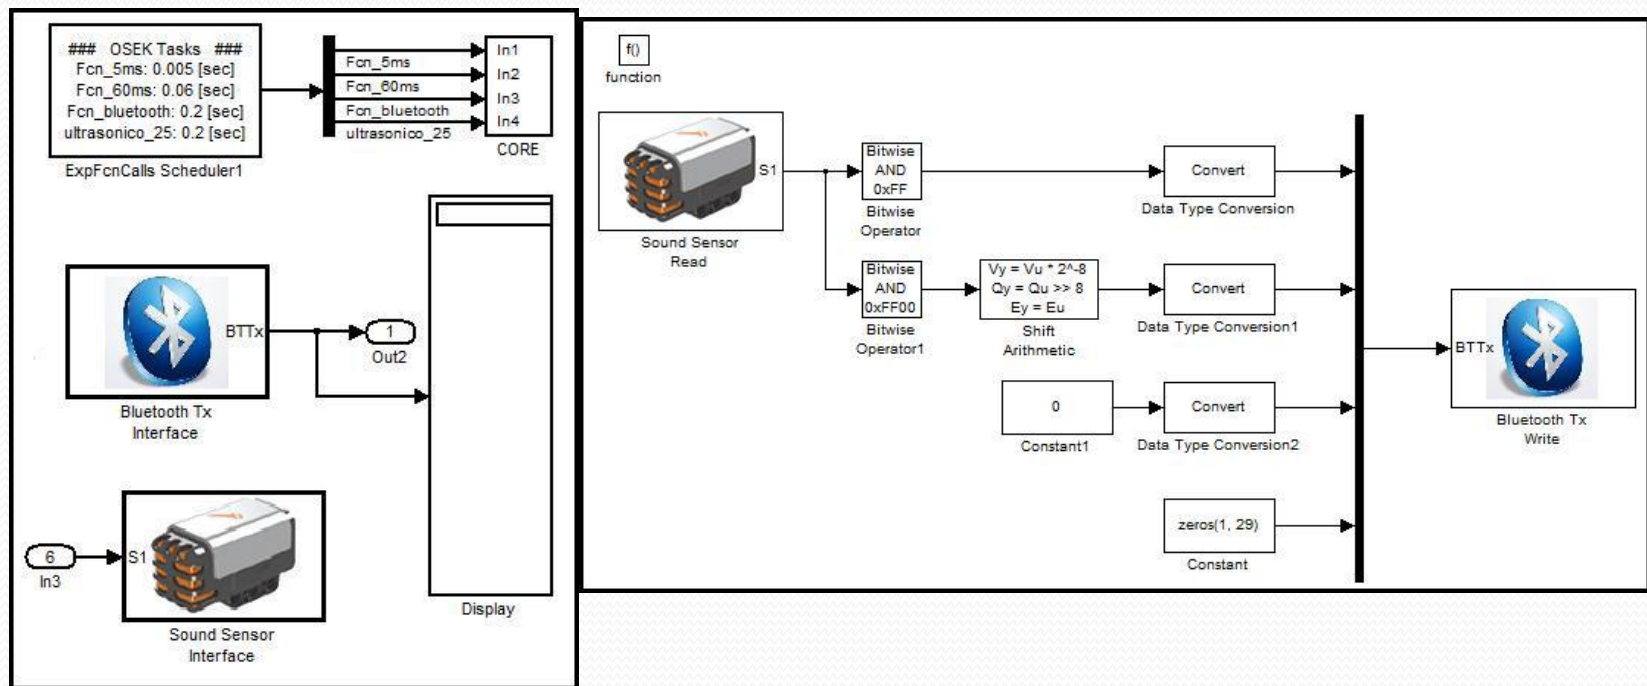 ### OSEK Tasks ###
Fcn_5ms: 0.005 [sec]
Fcn_60ms: 0.06 [sec]
Fcn_bluetooth: 0.2 [sec]
ultrasonico_25: 0.2 [sec]
ExpFcnCalls Scheduler1
Fcn_5ms
Fcn_60ms
Fcn_bluetooth
ultrasonico_25
In1
In2
In3
In4
CORE
BTTx
Bluetooth Tx
Interface
1
Out2
Display
6
In3
S1
Sound Sensor
Interface
f()
function
S1
Sound Sensor
Read
Bitwise
AND
0xFF
Bitwise
Operator
Convert
Data Type Conversion
Bitwise
AND
0xFF00
Bitwise
Operator1
Vy = Vu * 2^-8
Qy = Qu >> 8
Ey = Eu
Shift
Arithmetic
Convert
Data Type Conversion1
0
Constant1
Convert
Data Type Conversion2
zeros(1, 29)
Constant
BTTx
Bluetooth Tx
Write